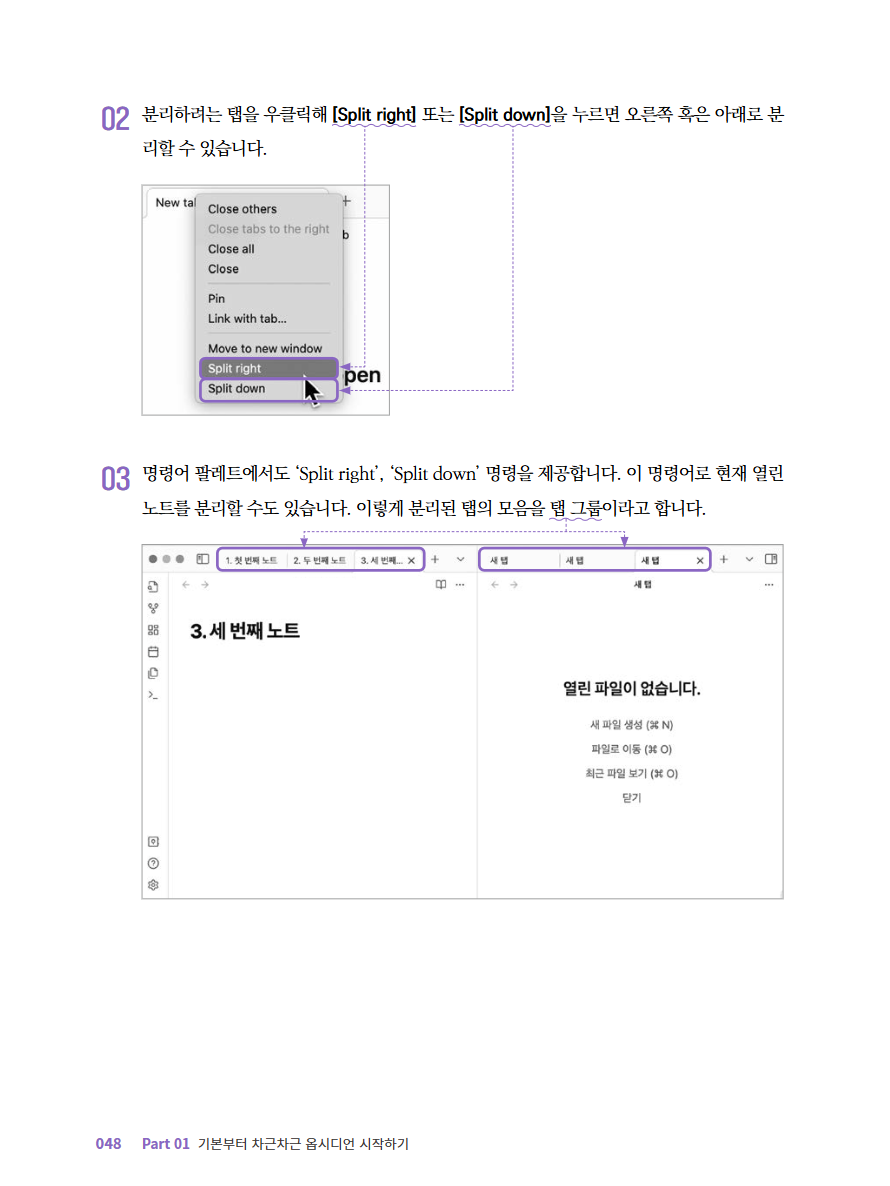 02 분리하려는 탭을 우클릭해 [Split right] 또는 [Split down]을 누르면 오른쪽 혹은 아래로 분
리할 수 있습니다.
New ta
Close others
Close tabs to the right
b
Close all
Close
Pin
Link with tab...
Move to new window
Split right
pen
Split down
03 명령어 팔레트에서도 ‘Split right’, ‘Split down’ 명령을 제공합니다. 이 명령어로 현재 열린
노트를 분리할 수도 있습니다. 이렇게 분리된 탭의 모음을 탭 그룹이라고 합니다.
1. 첫 번째 노트 2. 두 번째 노트 3. 세 번째... 새 탭 새 탭 새 탭
새 탭
3. 세 번째 노트
열린 파일이 없습니다.
새 파일 생성 (⌘ N)
파일로 이동 (⌘ O)
최근 파일 보기 (⌘ O)
닫기
048 Part 01 기본부터 차근차근 옵시디언 시작하기